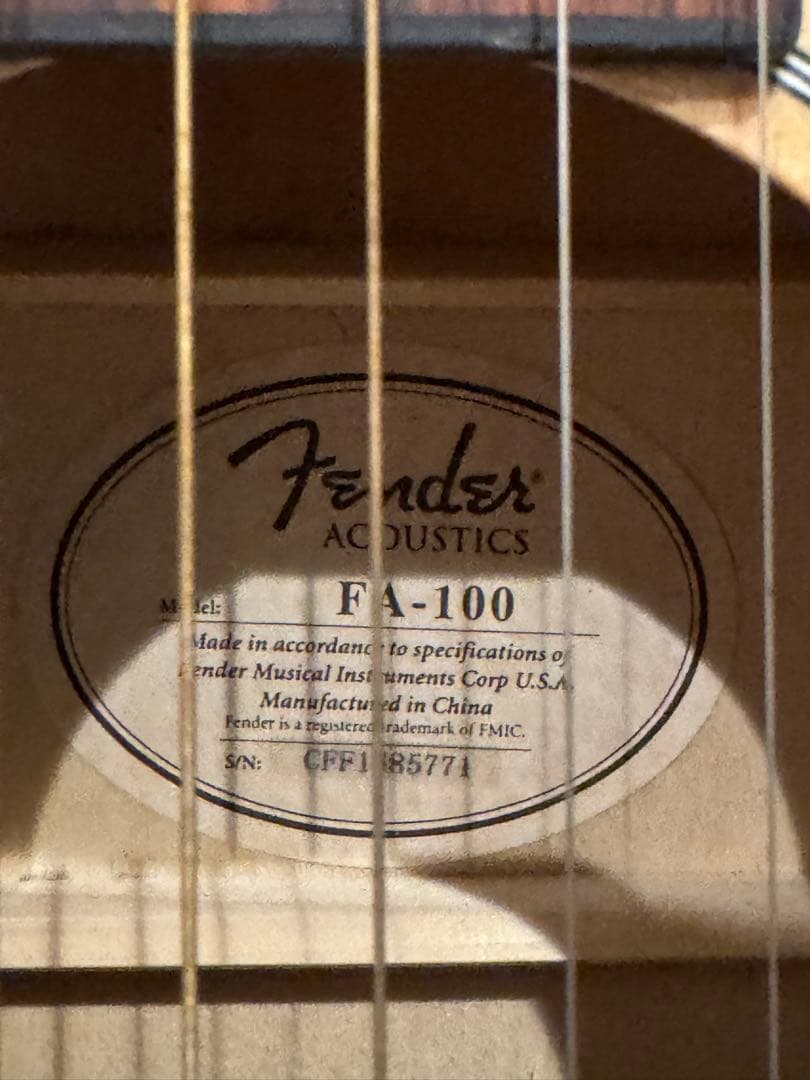 Fender
ACOUSTICS
Model: FA-100
Made in accordance to specifications of
Fender Musical Instruments Corp U.S.A.
Manufactured in China
Fender is a registered trademark of FMIC.
S/N: